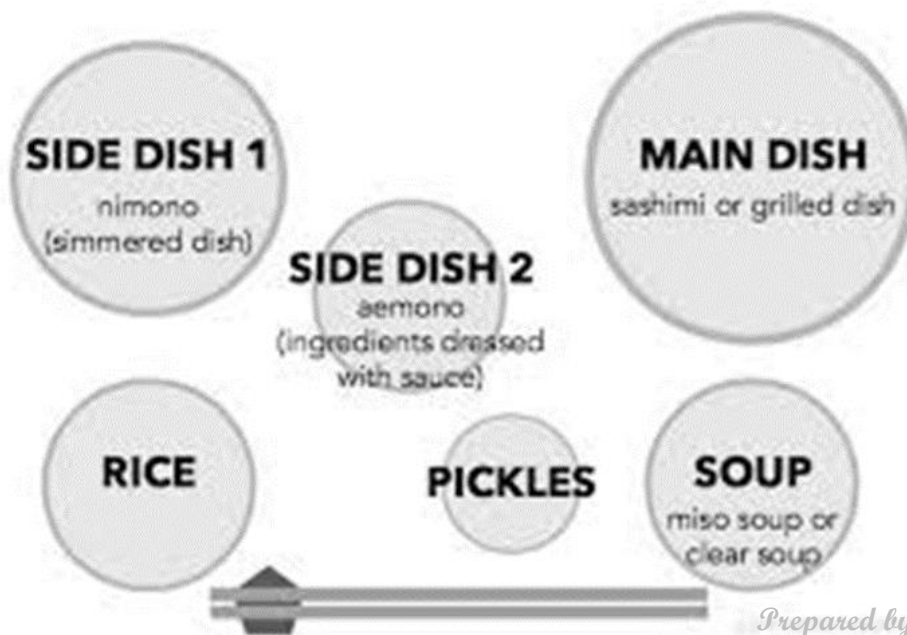 SIDE DISH 1
nimono
(simmered dish)
MAIN DISH
sashimi or grilled dish
SIDE DISH 2
aemono
(ingredients dressed
with sauce)
RICE
PICKLES
SOUP
miso soup or
clear soup
Prepared by